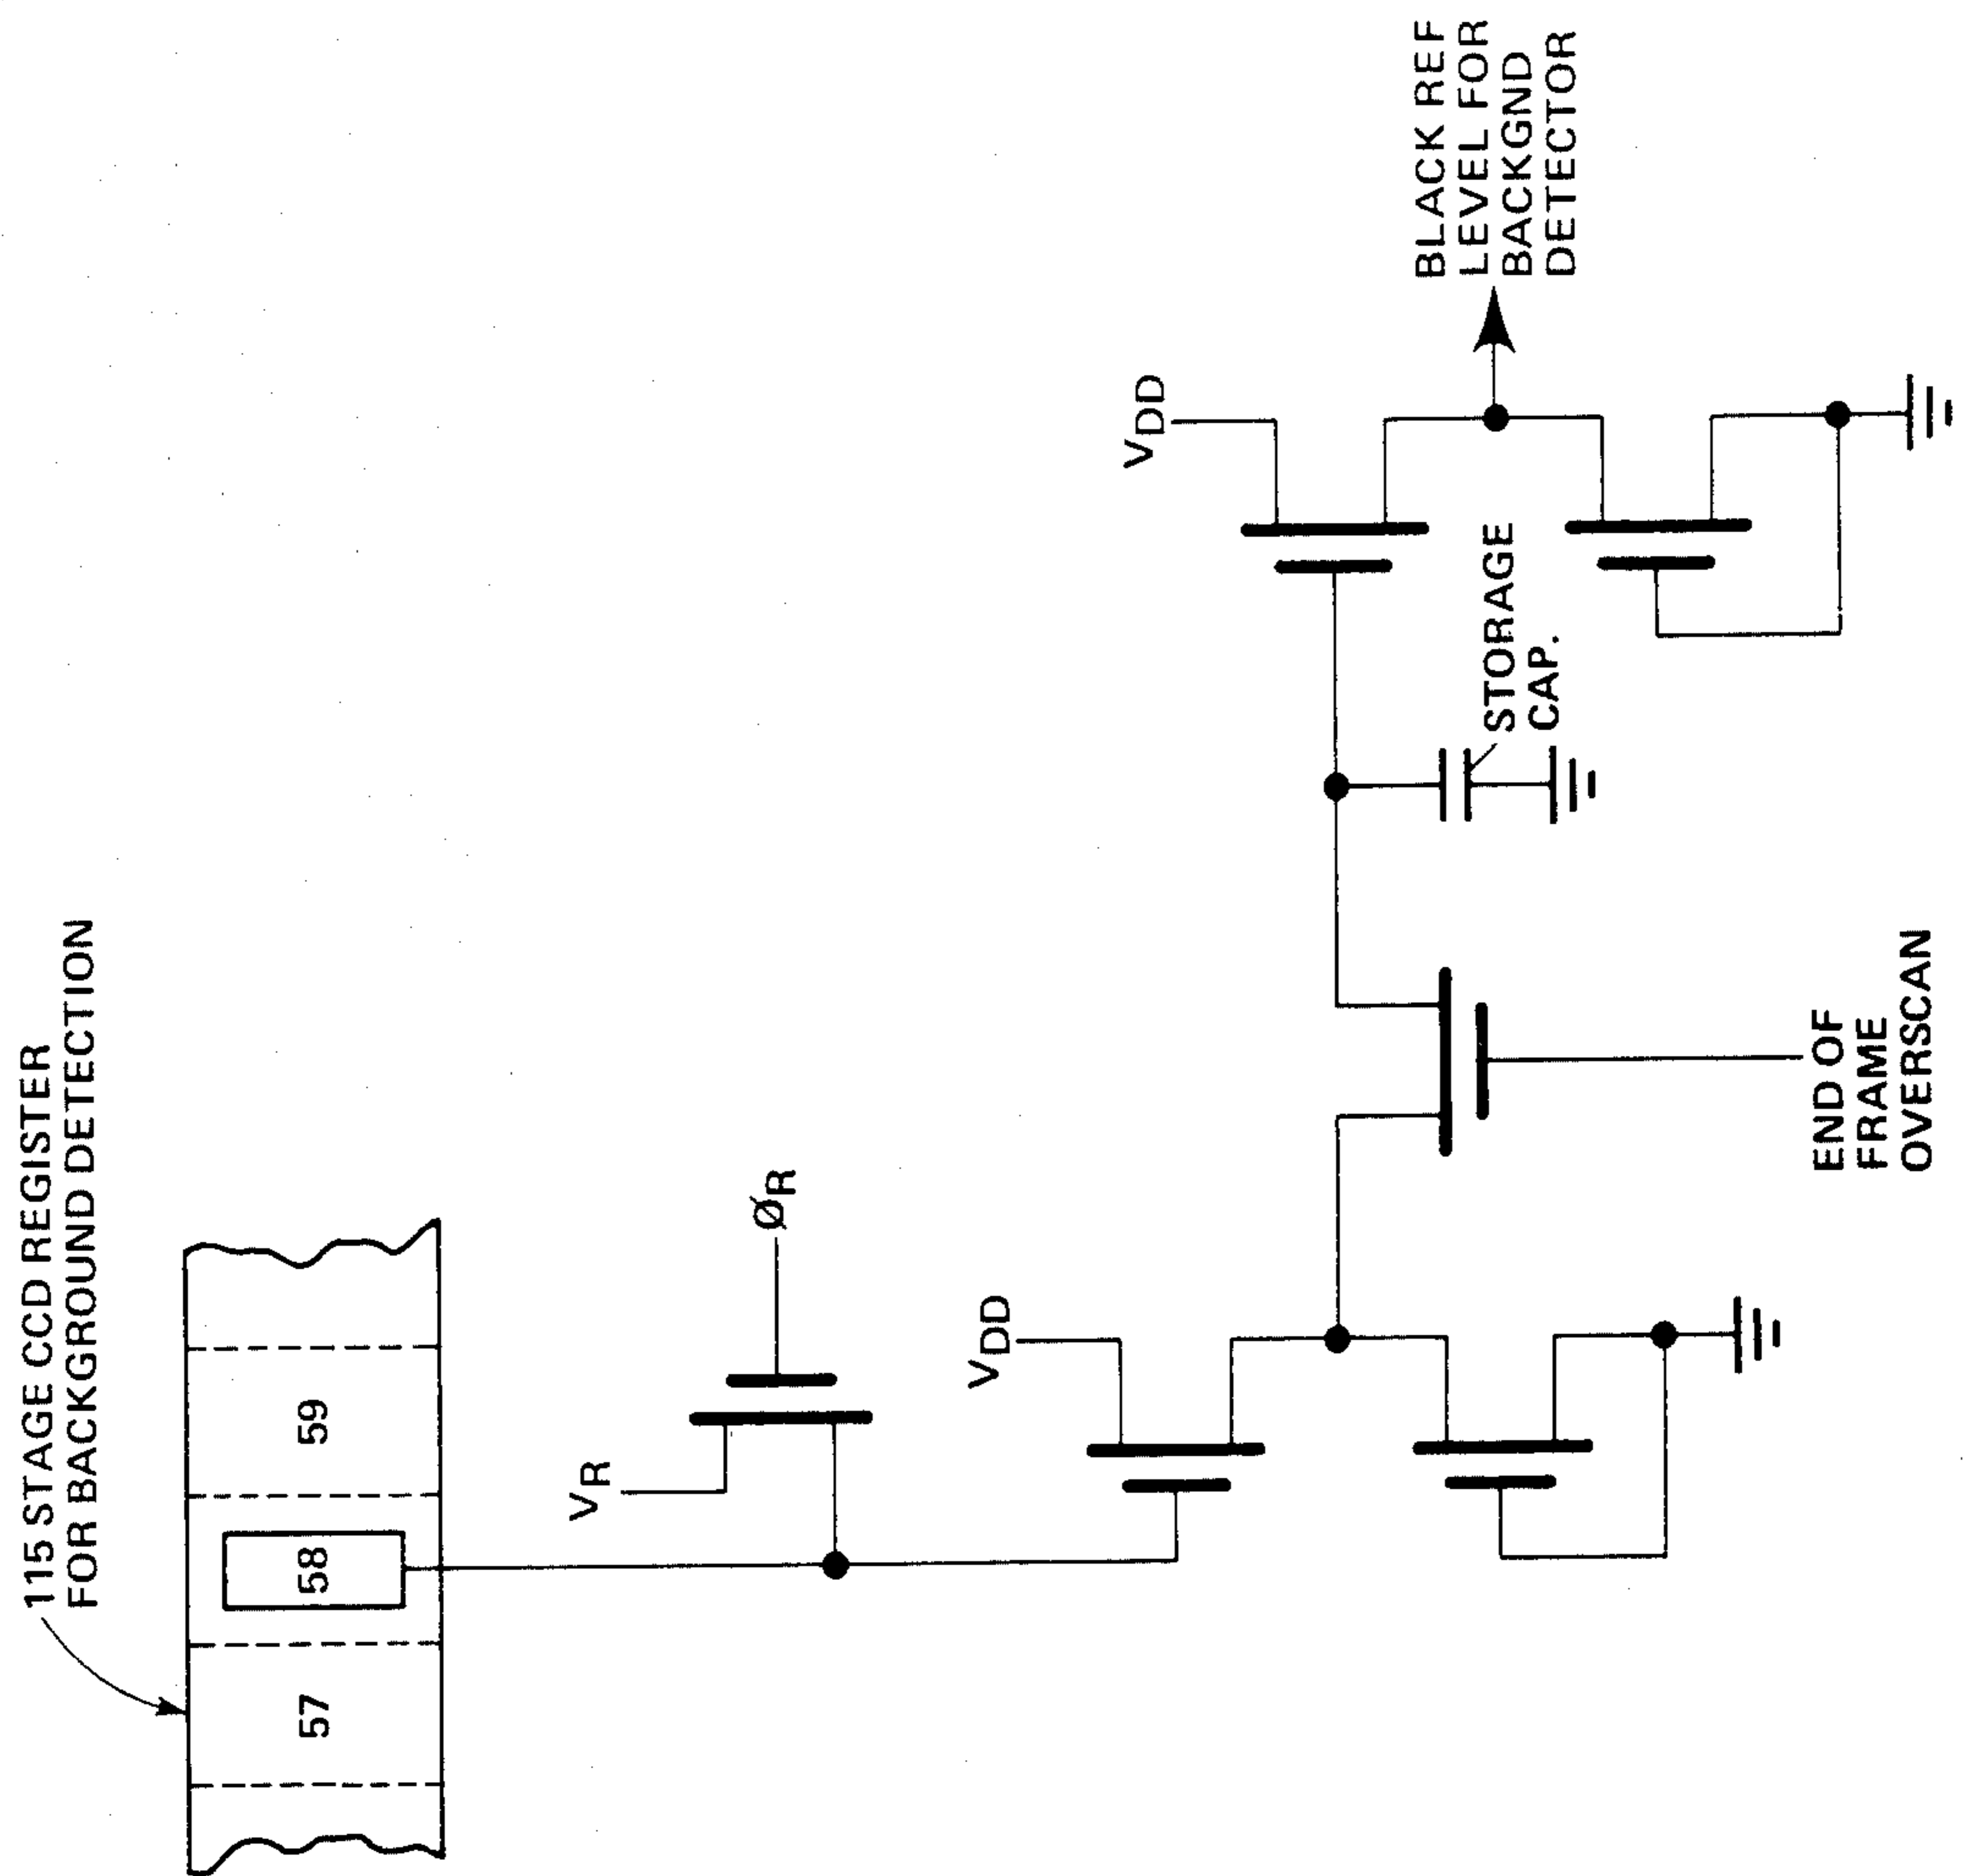 115 STAGE CCD REGISTER
FOR BACKGROUND DETECTION
57
58
59
VR
ØR
VDD
END OF
FRAME
OVERSCAN
STORAGE
CAP.
VDD
BLACK REF
LEVEL FOR
BACKGND
DETECTOR